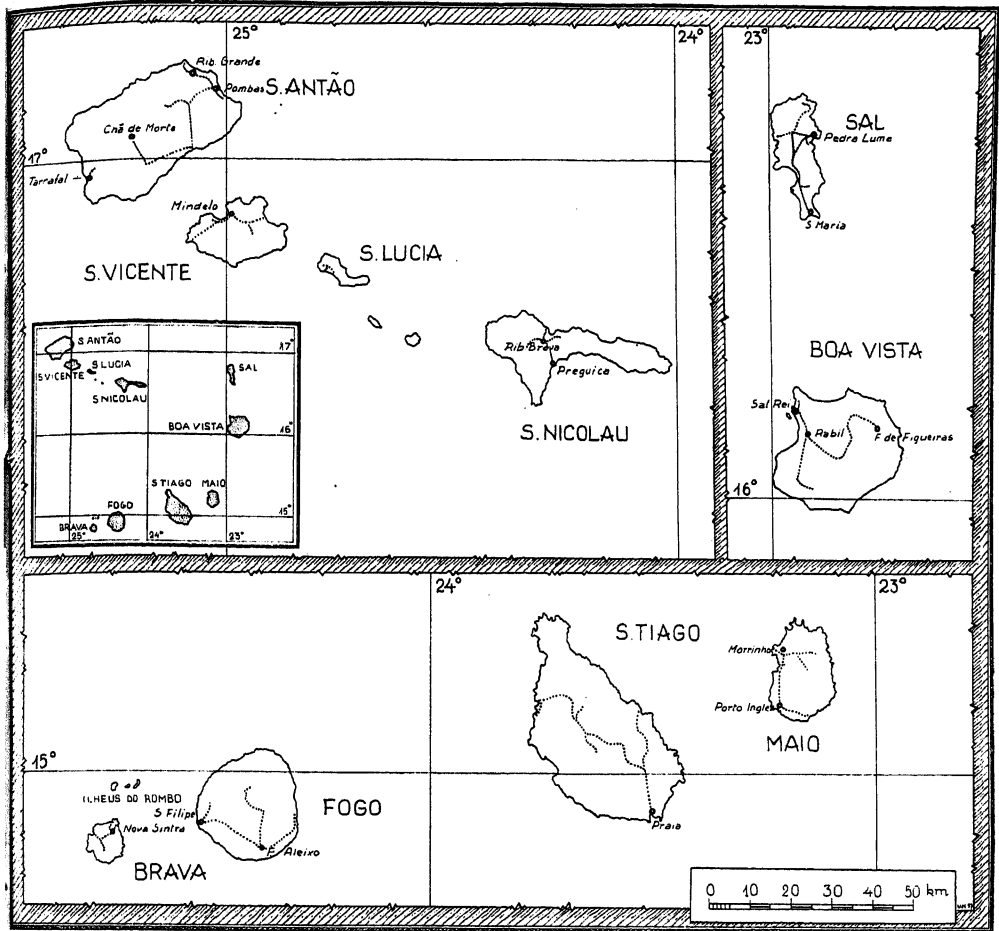 25°
24°
23°
Rib. Grande
Pombas
S. ANTÃO
Chã de Morte
17°
Tarrafal
SAL
Pedra Lume
S Maria
Mindelo
S. VICENTE
S. LUCIA
Rib. Brava
Preguica
S. NICOLAU
BOA VISTA
Sal Rei
Rabil
F de Figueiras
16°
S. ANTÃO
17°
S VICENTE
S LUCIA
S NICOLAU
SAL
BOA VISTA
16°
S TIAGO
MAIO
FOGO
15°
BRAVA
25°
24°
23°
24°
23°
S. TIAGO
Morrinho
Porto Ingles
MAIO
15°
ILHEUS DO ROMBO
S Filipe
Nova Sintra
FOGO
F. Aleixo
BRAVA
Praia
0 10 20 30 40 50 km